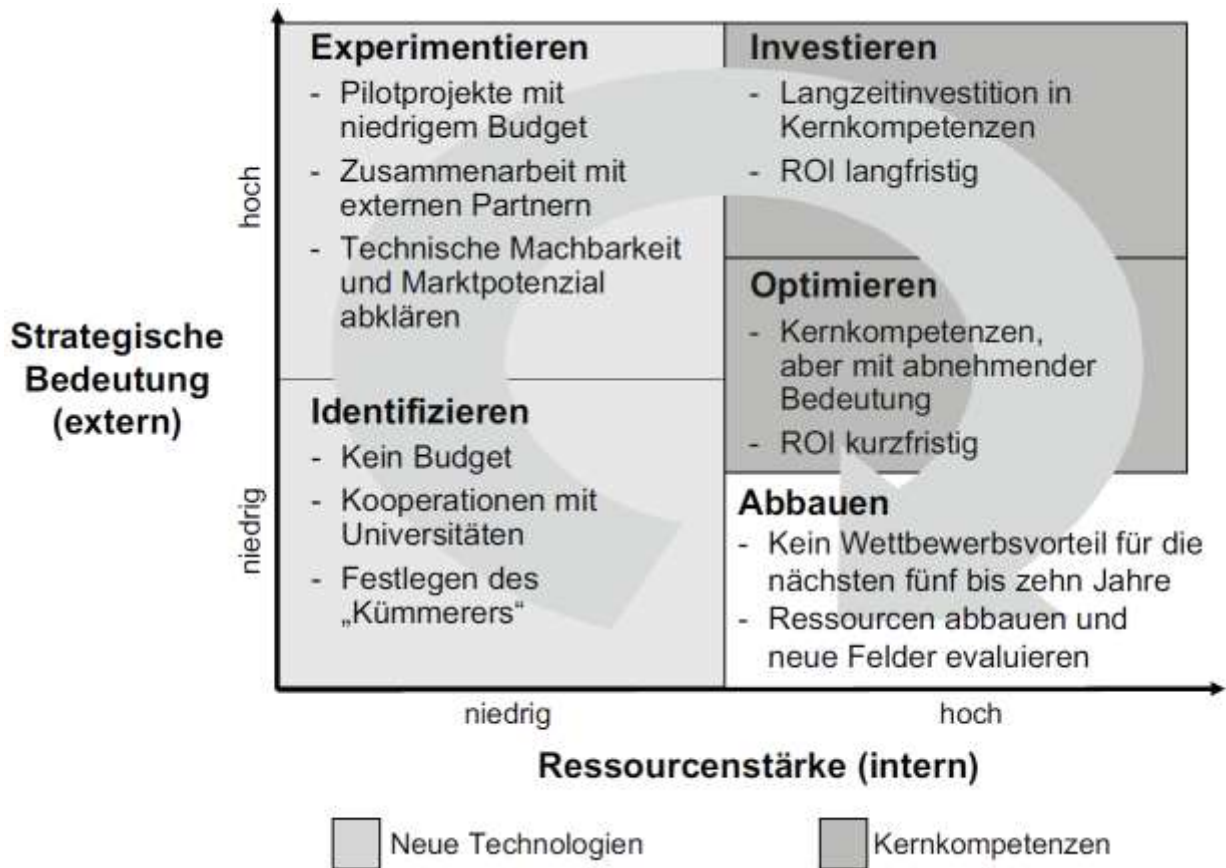 Experimentieren
- Pilotprojekte mit
niedrigem Budget
- Zusammenarbeit mit
externen Partnern
- Technische Machbarkeit
und Marktpotenzial
abklären
Investieren
- Langzeitinvestition in
Kernkompetenzen
- ROI langfristig
Optimieren
- Kernkompetenzen,
aber mit abnehmender
Bedeutung
- ROI kurzfristig
Identifizieren
- Kein Budget
- Kooperationen mit
Universitäten
- Festlegen des
„Kümmerers“
Abbauen
- Kein Wettbewerbsvorteil für die
nächsten fünf bis zehn Jahre
- Ressourcen abbauen und
neue Felder evaluieren
hoch
niedrig
Strategische
Bedeutung
(extern)
niedrig
hoch
Ressourcenstärke (intern)
Neue Technologien
Kernkompetenzen